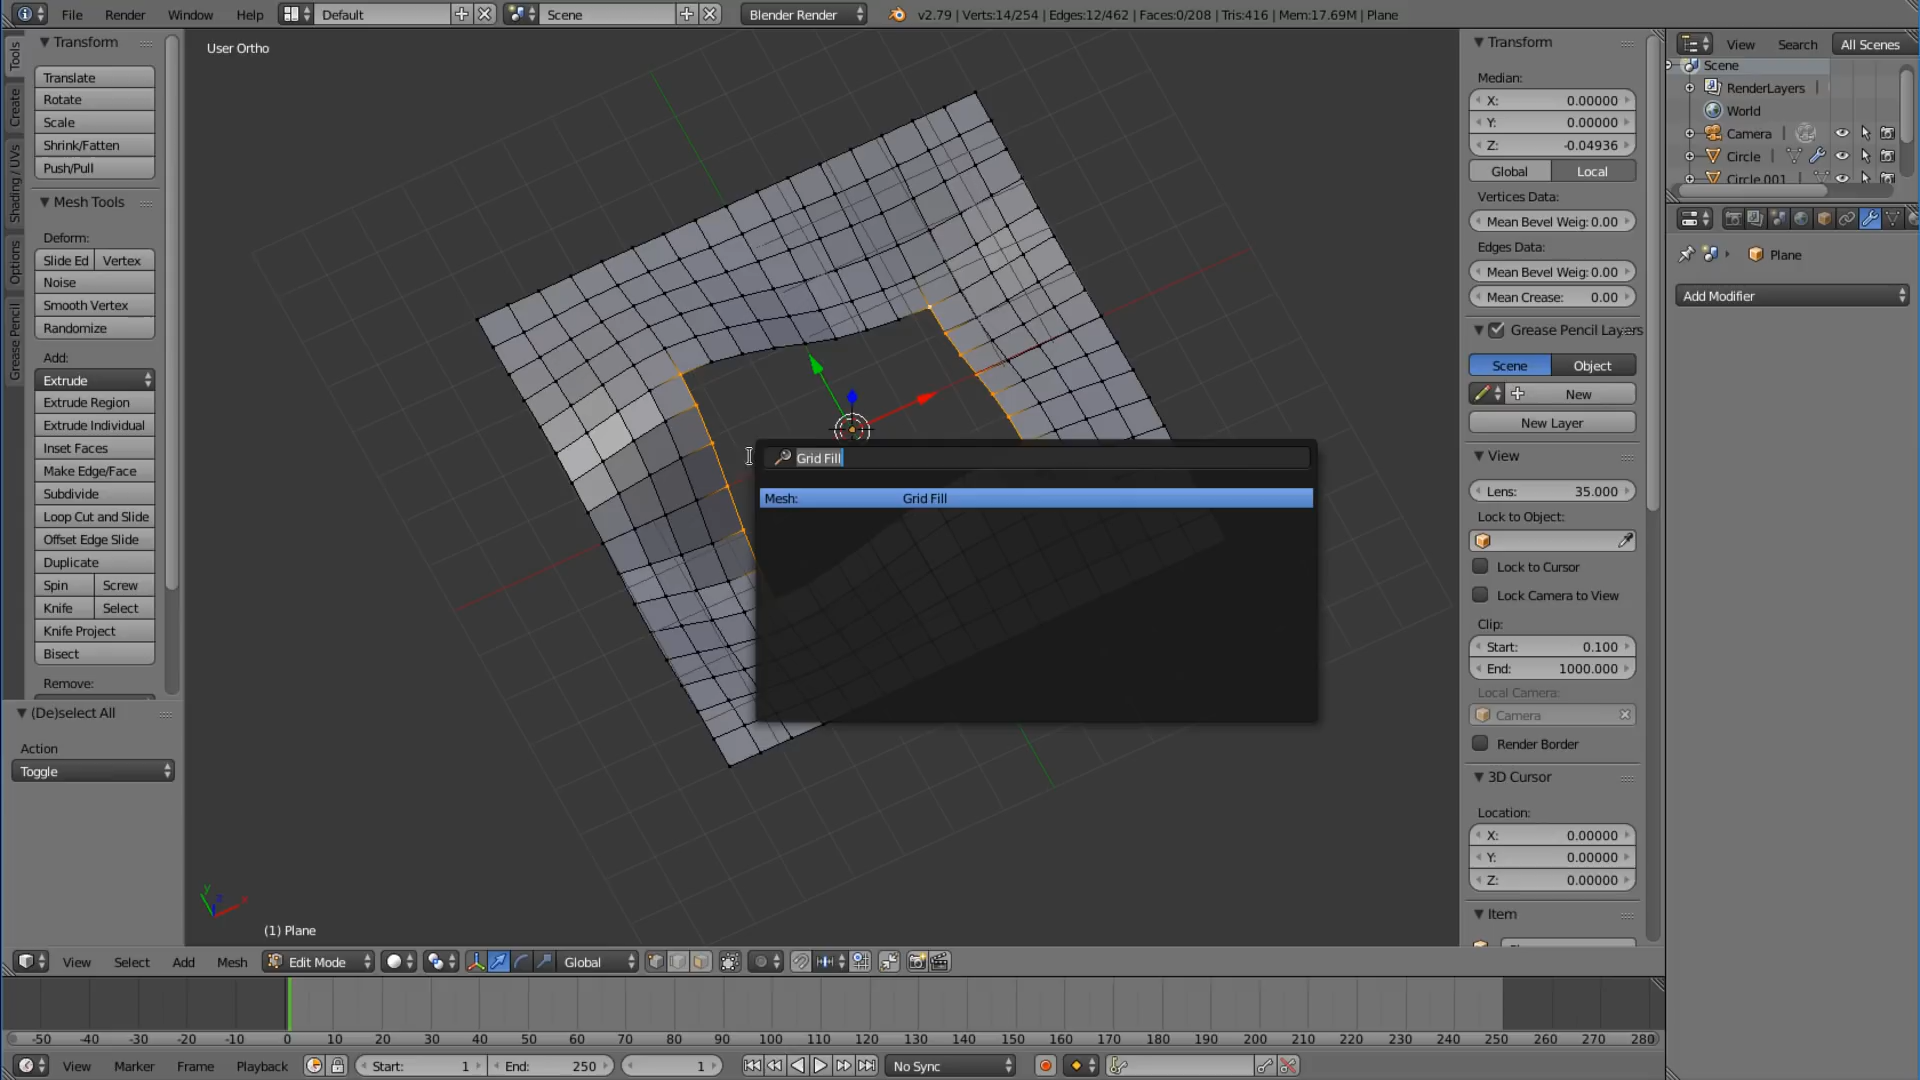 File Render Window Help Default Scene Blender Render v2.79 | Verts:14/254 | Edges:12/462 | Faces:0/208 | Tris:416 | Mem:17.69M | Plane
Tools
Create
Shading / UVs
Options
Grease Pencil
Transform
Translate
Rotate
Scale
Shrink/Fatten
Push/Pull
Mesh Tools
Deform:
Slide Ed Vertex
Noise
Smooth Vertex
Randomize
Add:
Extrude
Extrude Region
Extrude Individual
Inset Faces
Make Edge/Face
Subdivide
Loop Cut and Slide
Offset Edge Slide
Duplicate
Spin Screw
Knife Select
Knife Project
Bisect
Remove:
(De)select All
Action
Toggle
User Ortho
Grid Fill
Mesh: Grid Fill
y
z
x
(1) Plane
Transform
Median:
X: 0.00000
Y: 0.00000
Z: -0.04936
Global Local
Vertices Data:
Mean Bevel Weig: 0.00
Edges Data:
Mean Bevel Weig: 0.00
Mean Crease: 0.00
Grease Pencil Layers
Scene Object
New
New Layer
View
Lens: 35.000
Lock to Object:
Lock to Cursor
Lock Camera to View
Clip:
Start: 0.100
End: 1000.000
Local Camera:
Camera
Render Border
3D Cursor
Location:
X: 0.00000
Y: 0.00000
Z: 0.00000
Item
View Search All Scenes
Scene
RenderLayers
World
Camera
Circle
Circle.001
Plane
Add Modifier
View Select Add Mesh Edit Mode Global
-50 -40 -30 -20 -10 0 10 20 30 40 50 60 70 80 90 100 110 120 130 140 150 160 170 180 190 200 210 220 230 240 250 260 270 280
View Marker Frame Playback Start: 1 End: 250 1 No Sync